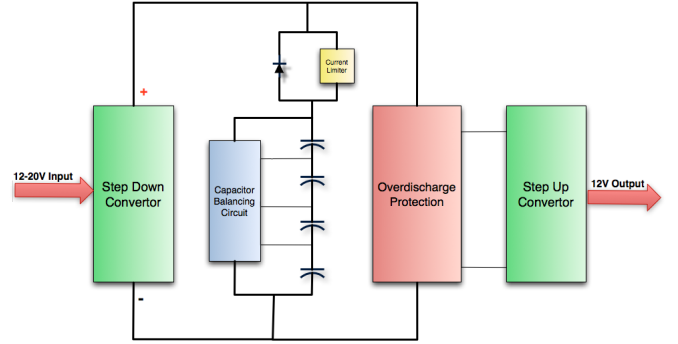 Current
Limiter
+
12-20V Input
Step Down
Convertor
Capacitor
Balancing
Circuit
Overdischarge
Protection
Step Up
Convertor
12V Output
-